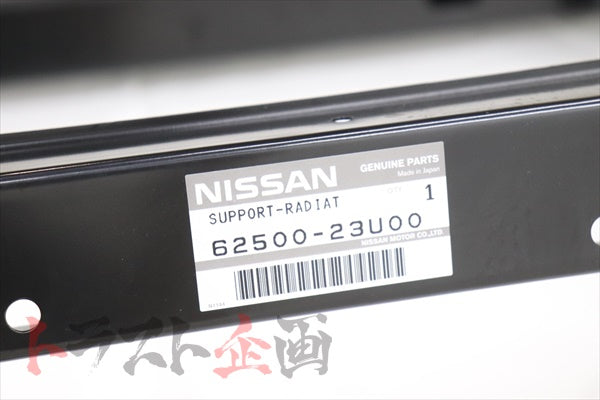 NISSAN
GENUINE PARTS
Made in Japan
SUPPORT-RADIAT
QTY
1
62500-23U00
NISSAN MOTOR CO.,LTD.
トラスト企画